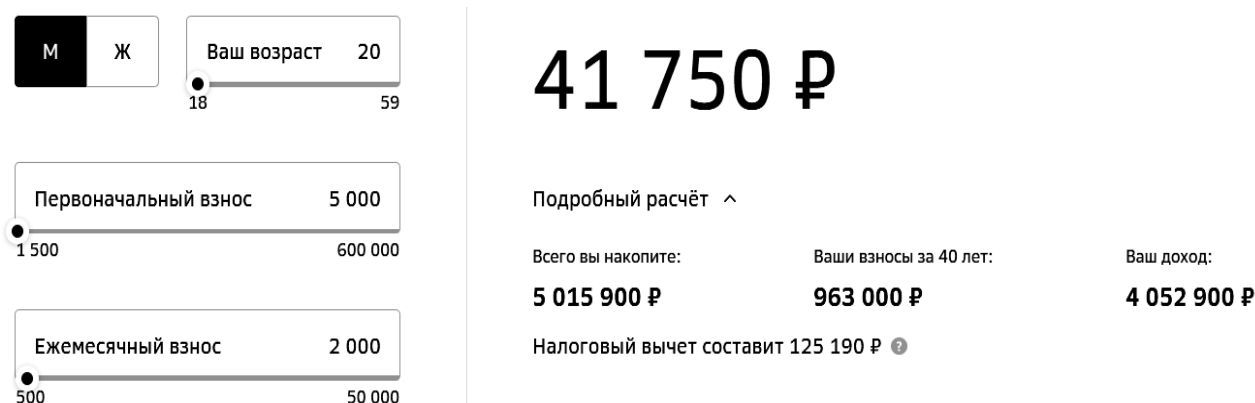 М Ж
Ваш возраст 20
18 59
Первоначальный взнос 5 000
1 500 600 000
Ежемесячный взнос 2 000
500 50 000
41 750 ₽
Подробный расчёт
Всего вы накопите: Ваши взносы за 40 лет: Ваш доход:
5 015 900 ₽ 963 000 ₽ 4 052 900 ₽
Налоговый вычет составит 125 190 ₽ ?